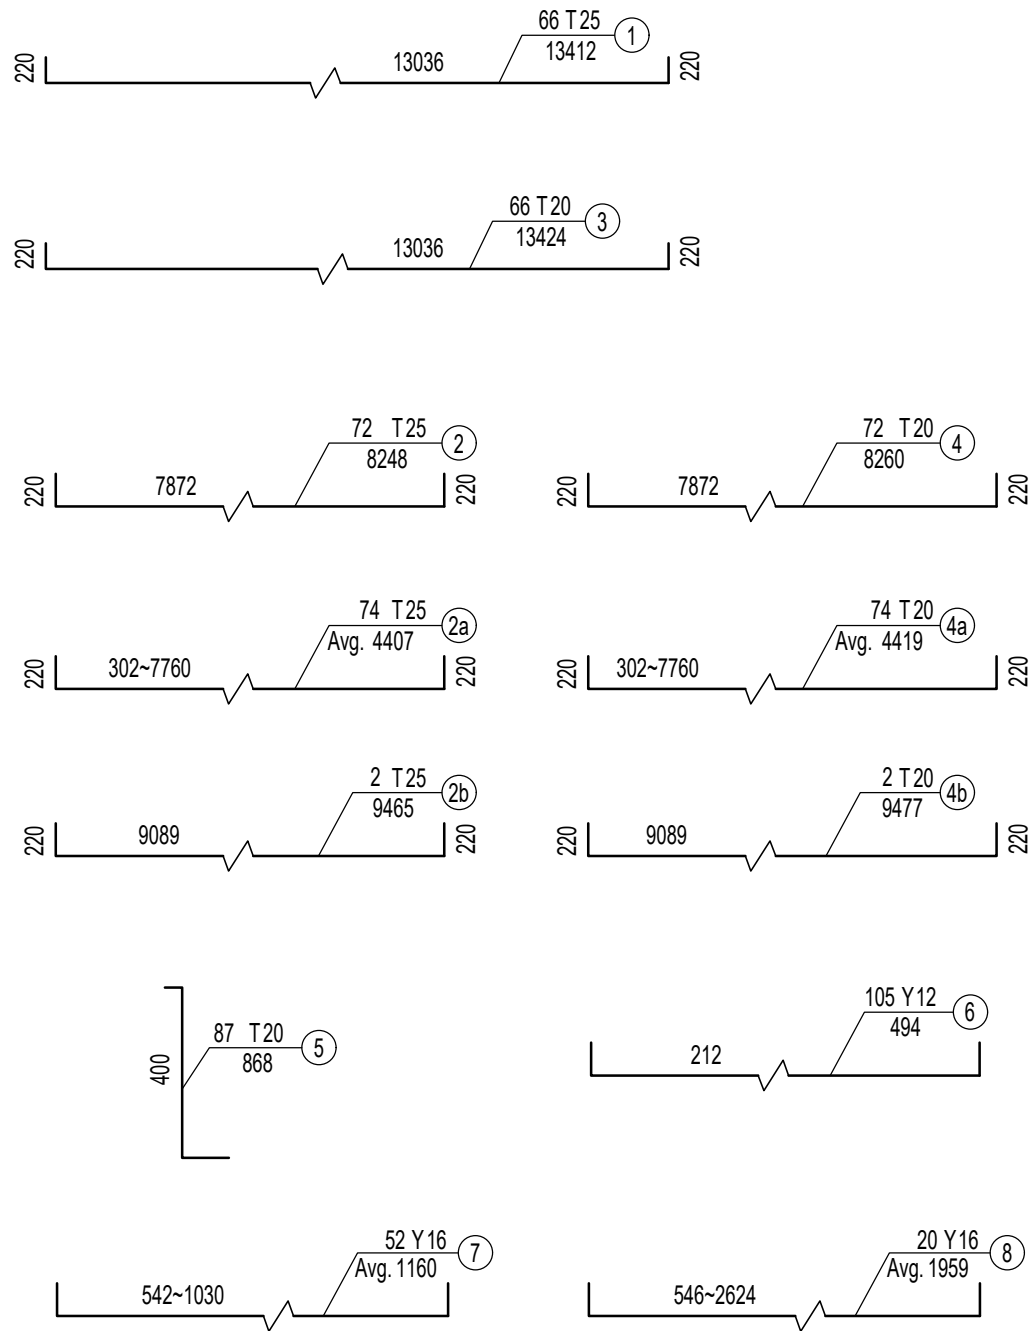 66 T25 1
220 13036 13412 220
66 T20 3
220 13036 13424 220
72 T25 2
220 7872 8248 220
72 T20 4
220 7872 8260 220
74 T25 2a
220 302~7760 Avg. 4407 220
74 T20 4a
220 302~7760 Avg. 4419 220
2 T25 2b
220 9089 9465 220
2 T20 4b
220 9089 9477 220
87 T20 5
400 868
105 Y12 6
212 494
52 Y16 7
542~1030 Avg. 1160
20 Y16 8
546~2624 Avg. 1959